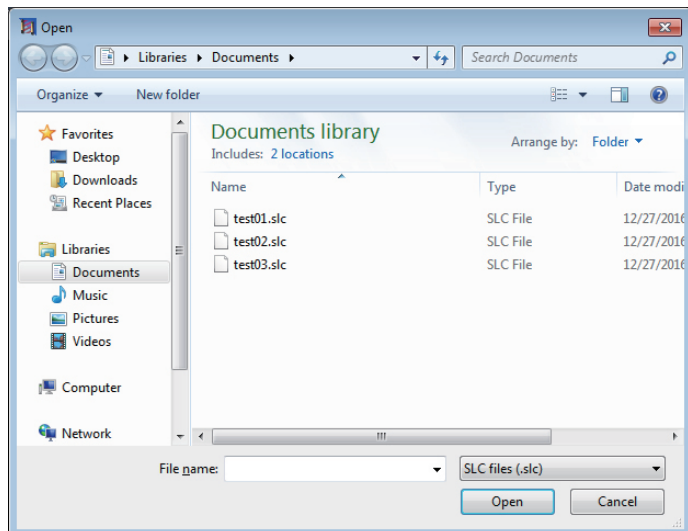 Open
Libraries Documents
Search Documents
Organize New folder
Favorites
Desktop
Downloads
Recent Places
Libraries
Documents
Music
Pictures
Videos
Computer
Network
Documents library
Includes: 2 locations
Arrange by: Folder
Name Type Date modi
test01.slc SLC File 12/27/2016
test02.slc SLC File 12/27/2016
test03.slc SLC File 12/27/2016
File name: SLC files (.slc)
Open Cancel